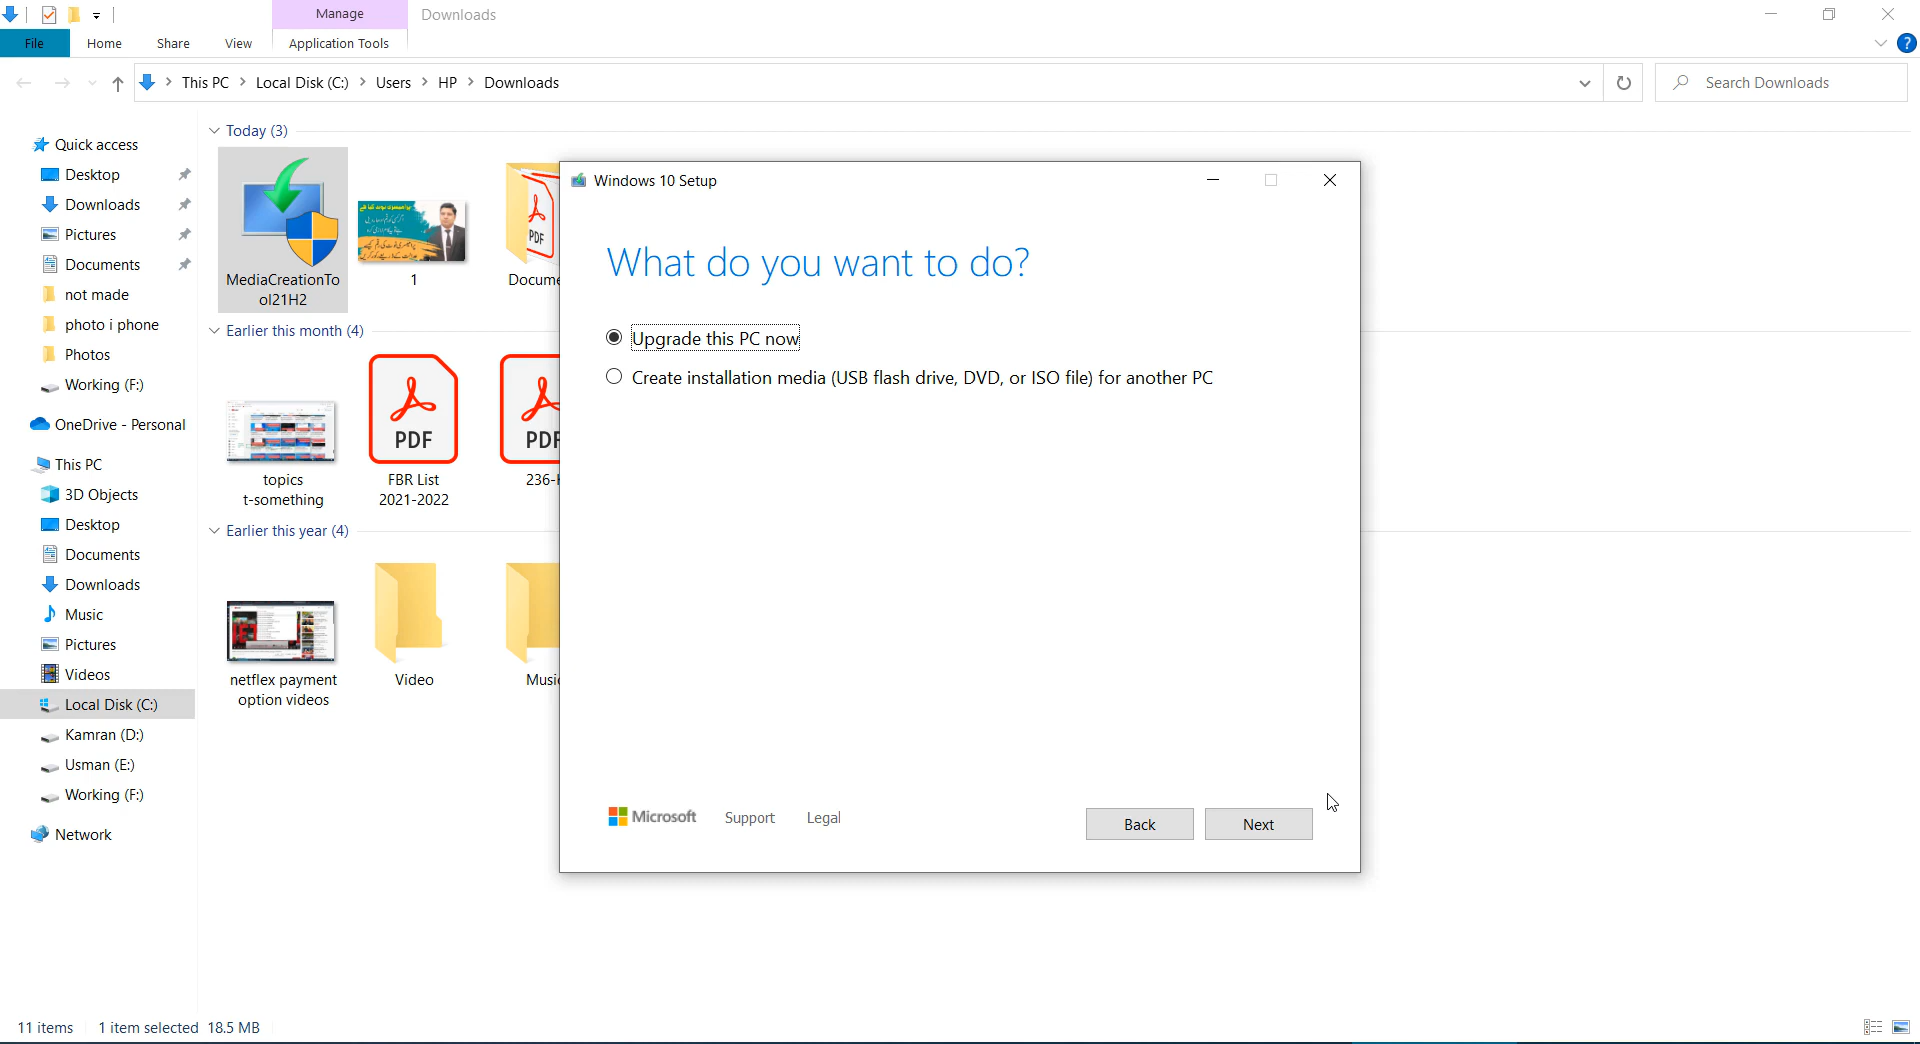 Manage
Downloads
File
Home
Share
View
Application Tools
This PC
Local Disk (C:)
Users
HP
Downloads
Search Downloads
Quick access
Desktop
Downloads
Pictures
Documents
not made
photo i phone
Photos
Working (F:)
OneDrive - Personal
This PC
3D Objects
Desktop
Documents
Downloads
Music
Pictures
Videos
Local Disk (C:)
Kamran (D:)
Usman (E:)
Working (F:)
Network
Today (3)
MediaCreationTo
ol21H2
1
PDF
Docume
Earlier this month (4)
topics
t-something
PDF
FBR List
2021-2022
PDF
236-
Earlier this year (4)
netflex payment
option videos
Video
Musi
Windows 10 Setup
What do you want to do?
Upgrade this PC now
Create installation media (USB flash drive, DVD, or ISO file) for another PC
Microsoft
Support
Legal
Back
Next
11 items
1 item selected
18.5 MB